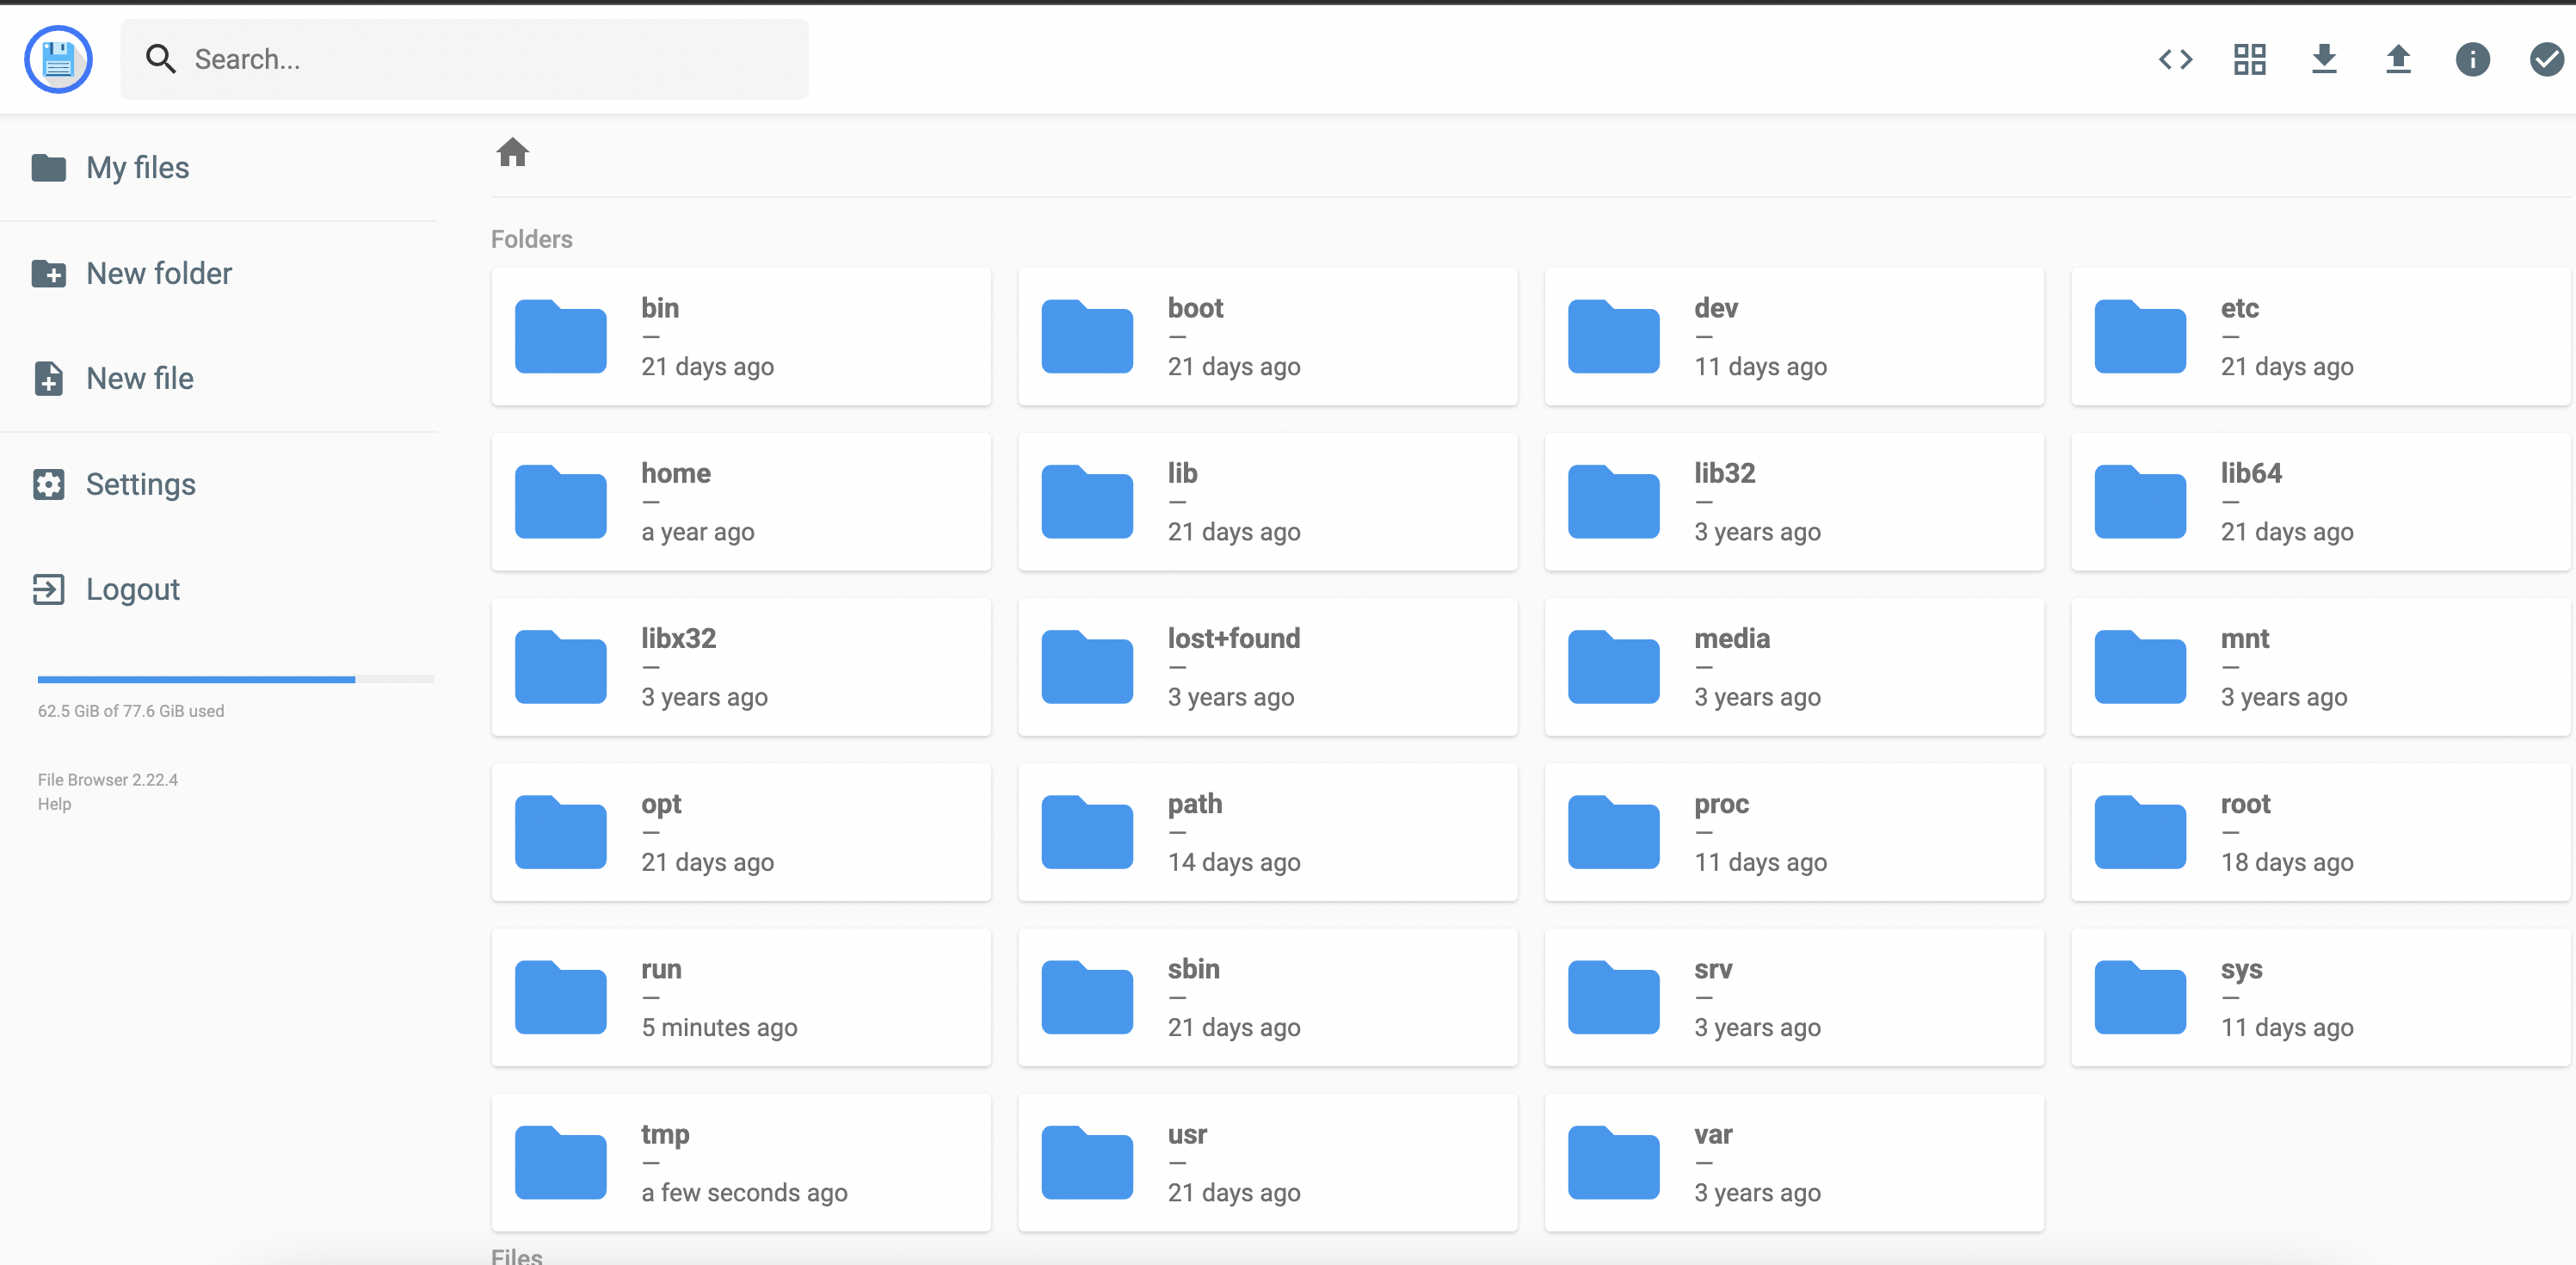 Search...
My files
New folder
New file
Settings
Logout
62.5 GiB of 77.6 GiB used
File Browser 2.22.4
Help
Folders
bin
—
21 days ago
boot
—
21 days ago
dev
—
11 days ago
etc
—
21 days ago
home
—
a year ago
lib
—
21 days ago
lib32
—
3 years ago
lib64
—
21 days ago
libx32
—
3 years ago
lost+found
—
3 years ago
media
—
3 years ago
mnt
—
3 years ago
opt
—
21 days ago
path
—
14 days ago
proc
—
11 days ago
root
—
18 days ago
run
—
5 minutes ago
sbin
—
21 days ago
srv
—
3 years ago
sys
—
11 days ago
tmp
—
a few seconds ago
usr
—
21 days ago
var
—
3 years ago
Files